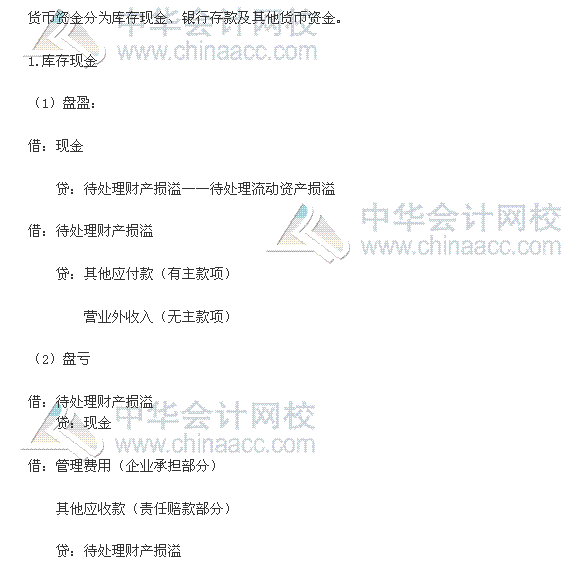 货币资金分为库存现金、银行存款及其他货币资金。
中华会计网校
www.chinaacc.com
1.库存现金
（1）盘盈：
借：现金
贷：待处理财产损溢——待处理流动资产损溢
中华会计网校
www.chinaacc.com
借：待处理财产损溢
贷：其他应付款（有主款项）
营业外收入（无主款项）
（2）盘亏
借：待处理财产损溢
贷：现金
中华会计网校
www.chinaacc.com
借：管理费用（企业承担部分）
其他应收款（责任赔款部分）
贷：待处理财产损溢